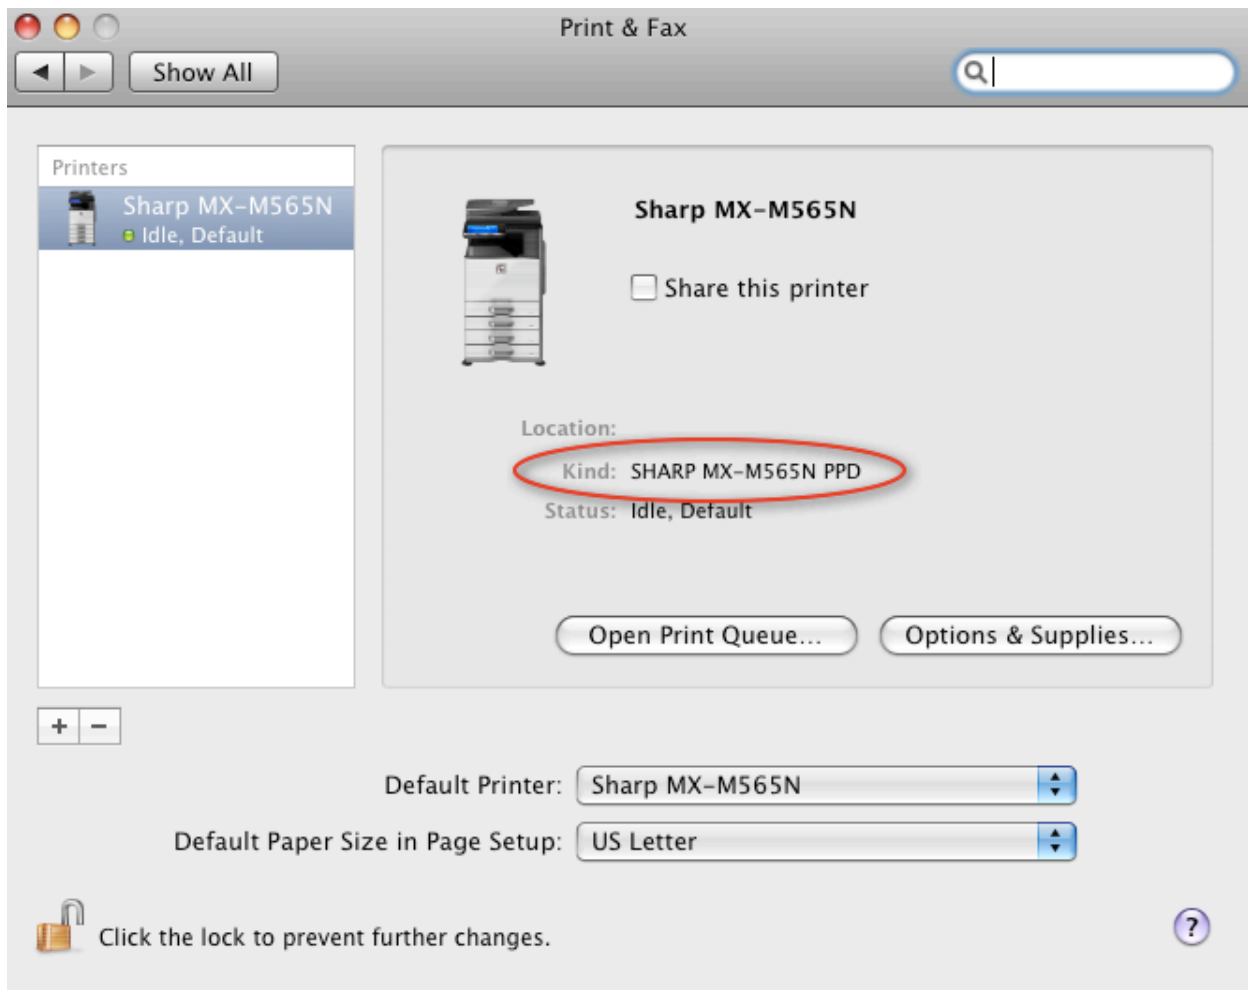 Print & Fax
Show All
Printers
Sharp MX-M565N
Idle, Default
Sharp MX-M565N
Share this printer
Location:
Kind: SHARP MX-M565N PPD
Status: Idle, Default
Open Print Queue...
Options & Supplies...
+ −
Default Printer: Sharp MX-M565N
Default Paper Size in Page Setup: US Letter
Click the lock to prevent further changes.
?